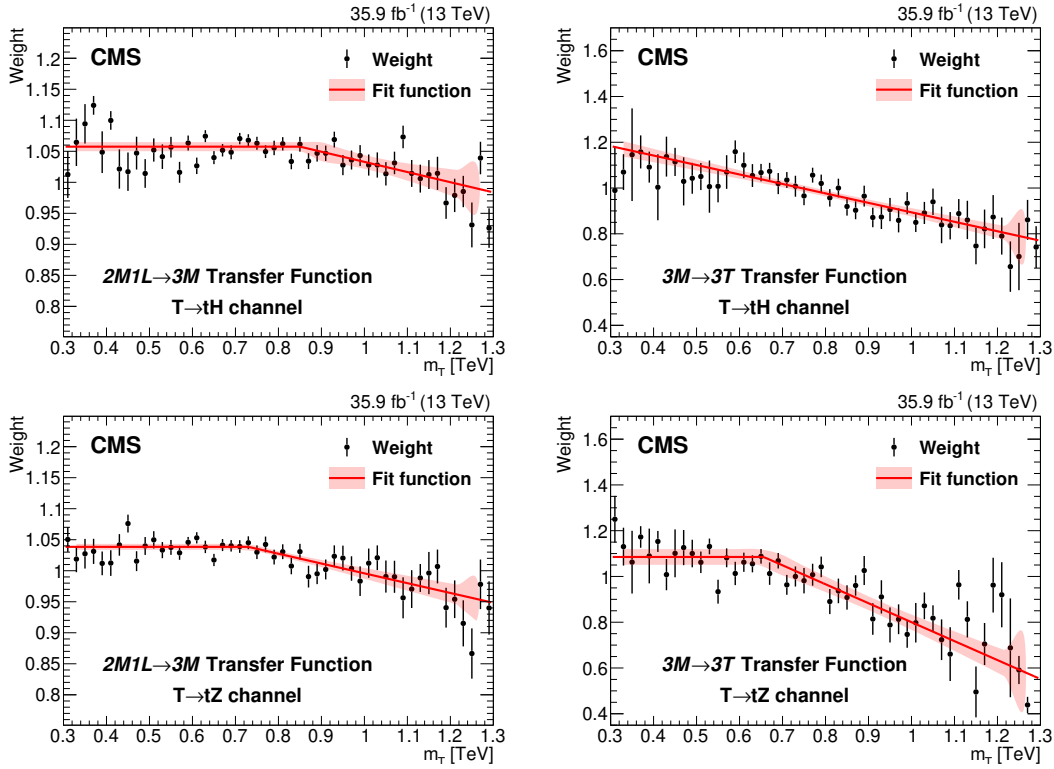 35.9 fb⁻¹ (13 TeV)
Weight
CMS
Weight
Fit function
1.2
1.15
1.1
1.05
1
0.95
0.9
0.85
0.8
2M1L→3M Transfer Function
T→tH channel
0.3 0.4 0.5 0.6 0.7 0.8 0.9 1 1.1 1.2 1.3
m_T [TeV]
35.9 fb⁻¹ (13 TeV)
Weight
CMS
Weight
Fit function
1.6
1.4
1.2
1
0.8
0.6
0.4
3M→3T Transfer Function
T→tH channel
0.3 0.4 0.5 0.6 0.7 0.8 0.9 1 1.1 1.2 1.3
m_T [TeV]
35.9 fb⁻¹ (13 TeV)
Weight
CMS
Weight
Fit function
1.2
1.15
1.1
1.05
1
0.95
0.9
0.85
0.8
2M1L→3M Transfer Function
T→tZ channel
0.3 0.4 0.5 0.6 0.7 0.8 0.9 1 1.1 1.2 1.3
m_T [TeV]
35.9 fb⁻¹ (13 TeV)
Weight
CMS
Weight
Fit function
1.6
1.4
1.2
1
0.8
0.6
0.4
3M→3T Transfer Function
T→tZ channel
0.3 0.4 0.5 0.6 0.7 0.8 0.9 1 1.1 1.2 1.3
m_T [TeV]